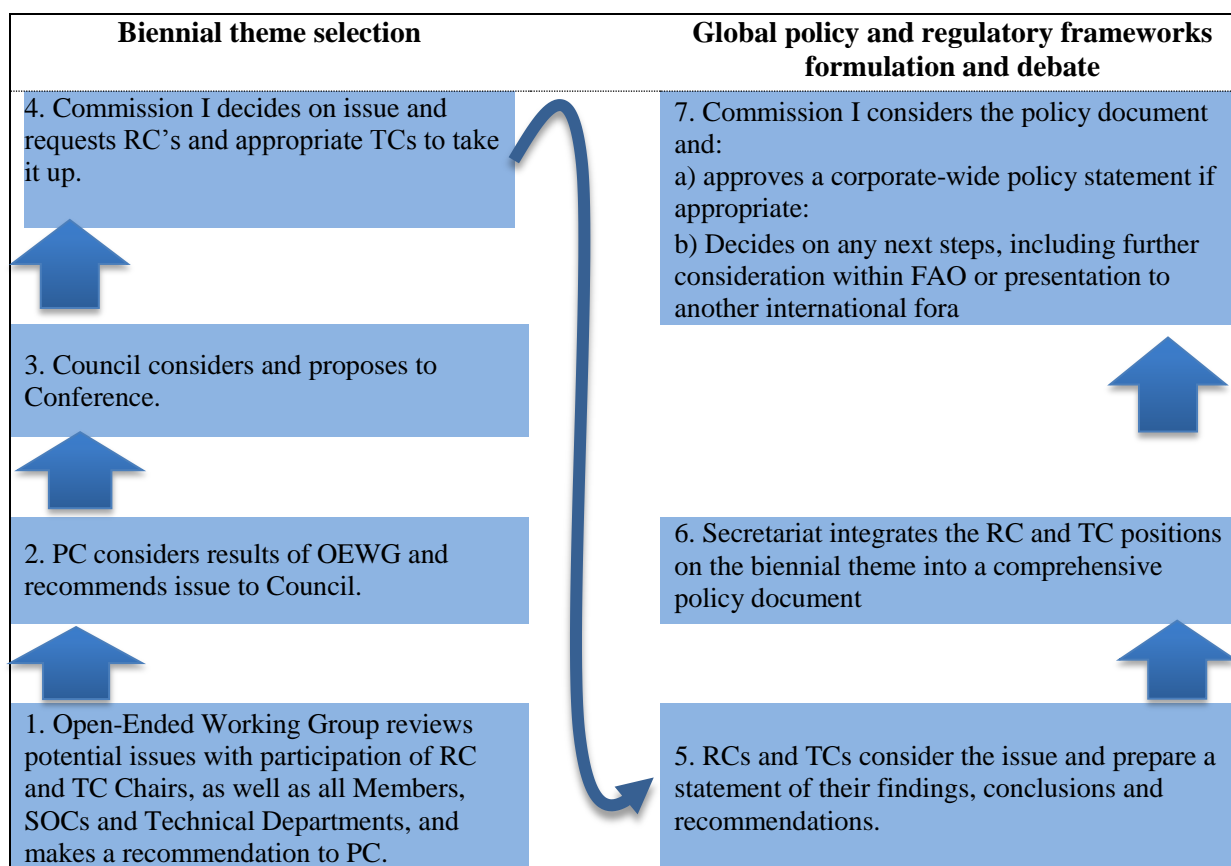 Biennial theme selection
Global policy and regulatory frameworks
formulation and debate
4. Commission I decides on issue and
requests RC's and appropriate TCs to take
it up.
3. Council considers and proposes to
Conference.
2. PC considers results of OEWG and
recommends issue to Council.
1. Open-Ended Working Group reviews
potential issues with participation of RC
and TC Chairs, as well as all Members,
SOCs and Technical Departments, and
makes a recommendation to PC.
7. Commission I considers the policy document
and:
a) approves a corporate-wide policy statement if
appropriate:
b) Decides on any next steps, including further
consideration within FAO or presentation to
another international fora
6. Secretariat integrates the RC and TC positions
on the biennial theme into a comprehensive
policy document
5. RCs and TCs consider the issue and prepare a
statement of their findings, conclusions and
recommendations.